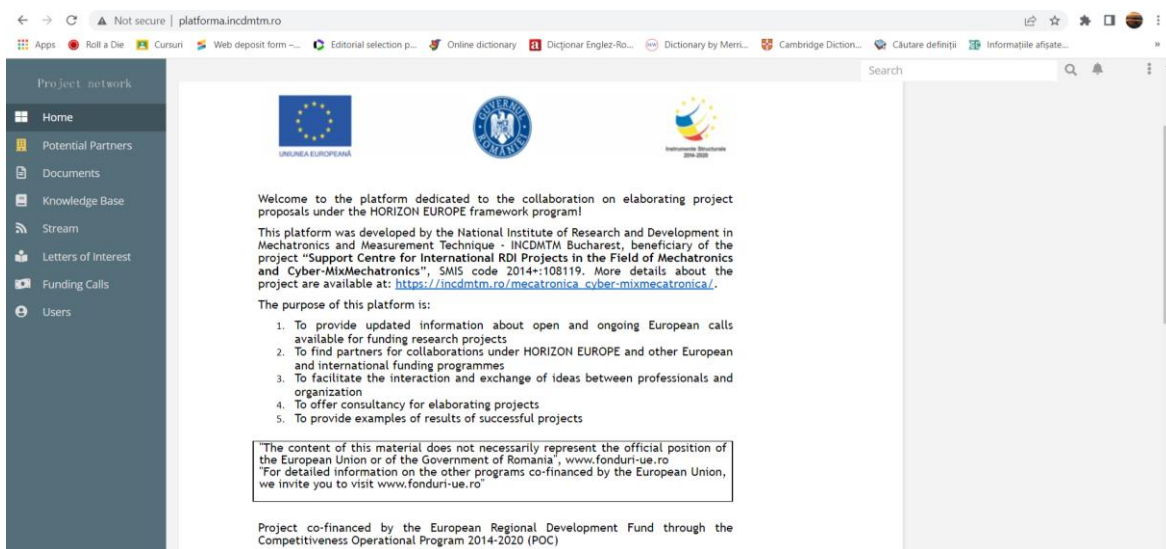 Not secure | platforma.incdmtm.ro
Apps Roll a Die Cursuri Web deposit form –... Editorial selection p... Online dictionary Dicționar Englez-Ro... Dictionary by Merri... Cambridge Diction... Căutare definiții Informațiile afișate... »
Search
Project network
Home
Potential Partners
Documents
Knowledge Base
Stream
Letters of Interest
Funding Calls
Users
UNIUNEA EUROPEANĂ
GUVERNUL ROMÂNIEI
Instrumente Structurale
2014-2020
Welcome to the platform dedicated to the collaboration on elaborating project
proposals under the HORIZON EUROPE framework program!
This platform was developed by the National Institute of Research and Development in
Mechatronics and Measurement Technique - INCDMTM Bucharest, beneficiary of the
project “Support Centre for International RDI Projects in the Field of Mechatronics
and Cyber-MixMechatronics”, SMIS code 2014+:108119. More details about the
project are available at: https://incdmtm.ro/mecatronica_cyber-mixmecatronica/.
The purpose of this platform is:
1. To provide updated information about open and ongoing European calls
available for funding research projects
2. To find partners for collaborations under HORIZON EUROPE and other European
and international funding programmes
3. To facilitate the interaction and exchange of ideas between professionals and
organization
4. To offer consultancy for elaborating projects
5. To provide examples of results of successful projects
"The content of this material does not necessarily represent the official position of
the European Union or of the Government of Romania", www.fonduri-ue.ro
"For detailed information on the other programs co-financed by the European Union,
we invite you to visit www.fonduri-ue.ro"
Project co-financed by the European Regional Development Fund through the
Competitiveness Operational Program 2014-2020 (POC)